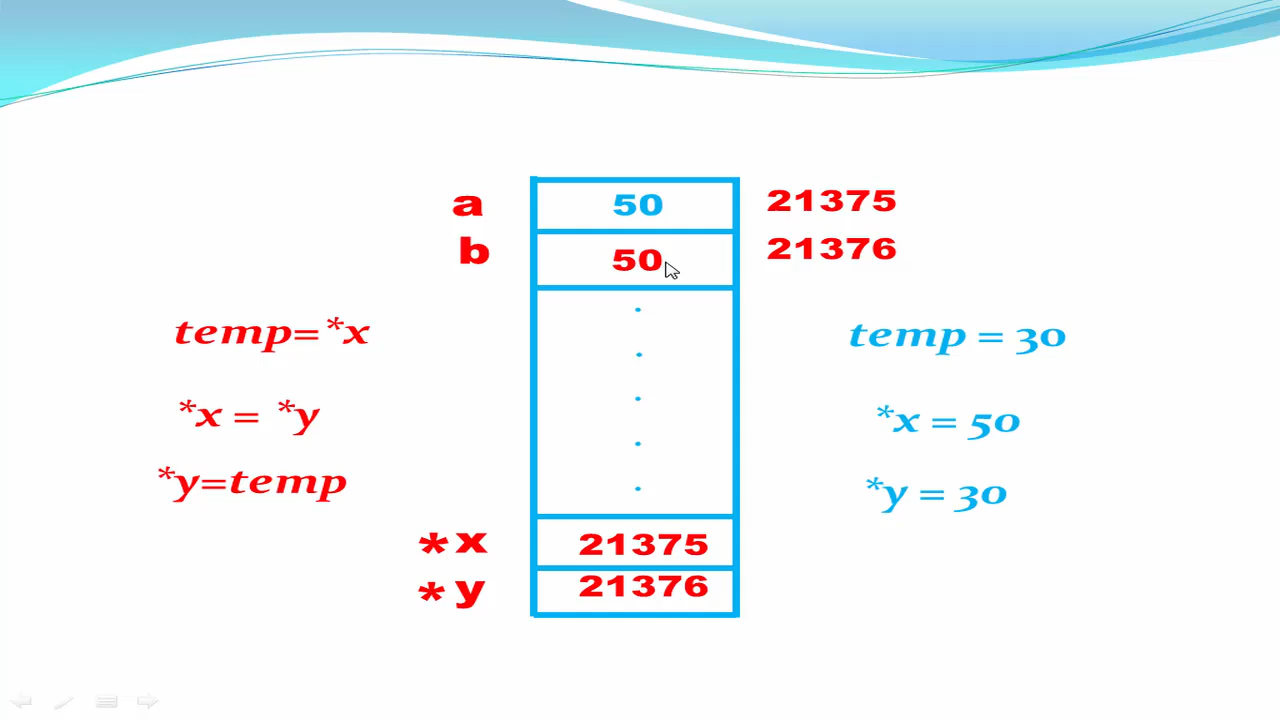 a 50 21375
b 50 21376
temp=*x temp = 30
*x = *y *x = 50
*y=temp *y = 30
*x 21375
*y 21376